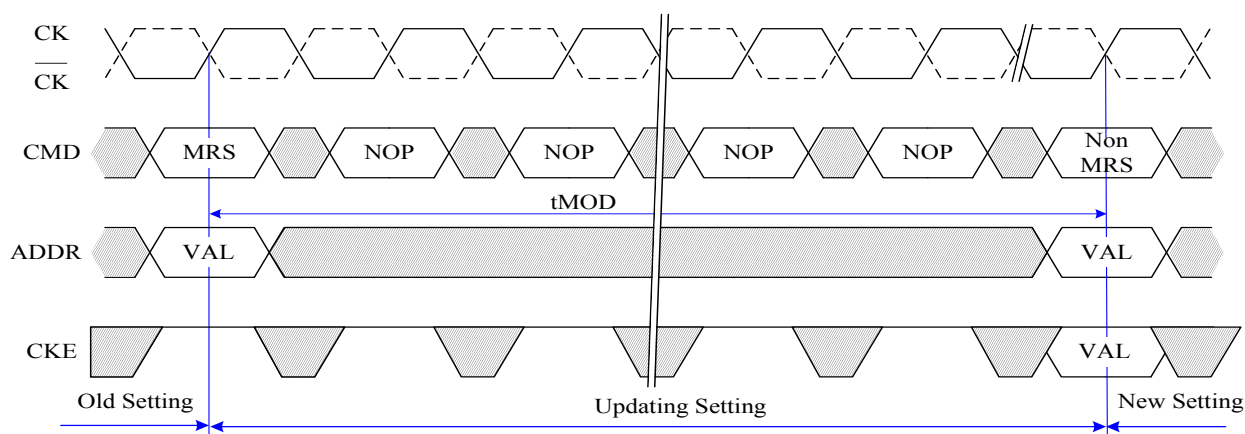 CK
CK
CMD MRS NOP NOP NOP NOP Non MRS
tMOD
ADDR VAL VAL
CKE VAL
Old Setting Updating Setting New Setting